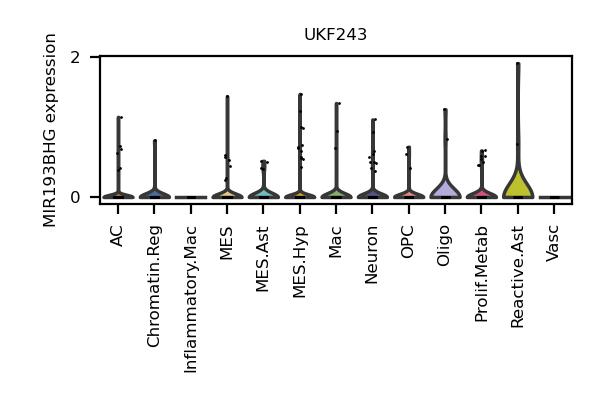 UKF243
MIR193BHG expression
2
0
AC
Chromatin.Reg
Inflammatory.Mac
MES
MES.Ast
MES.Hyp
Mac
Neuron
OPC
Oligo
Prolif.Metab
Reactive.Ast
Vasc